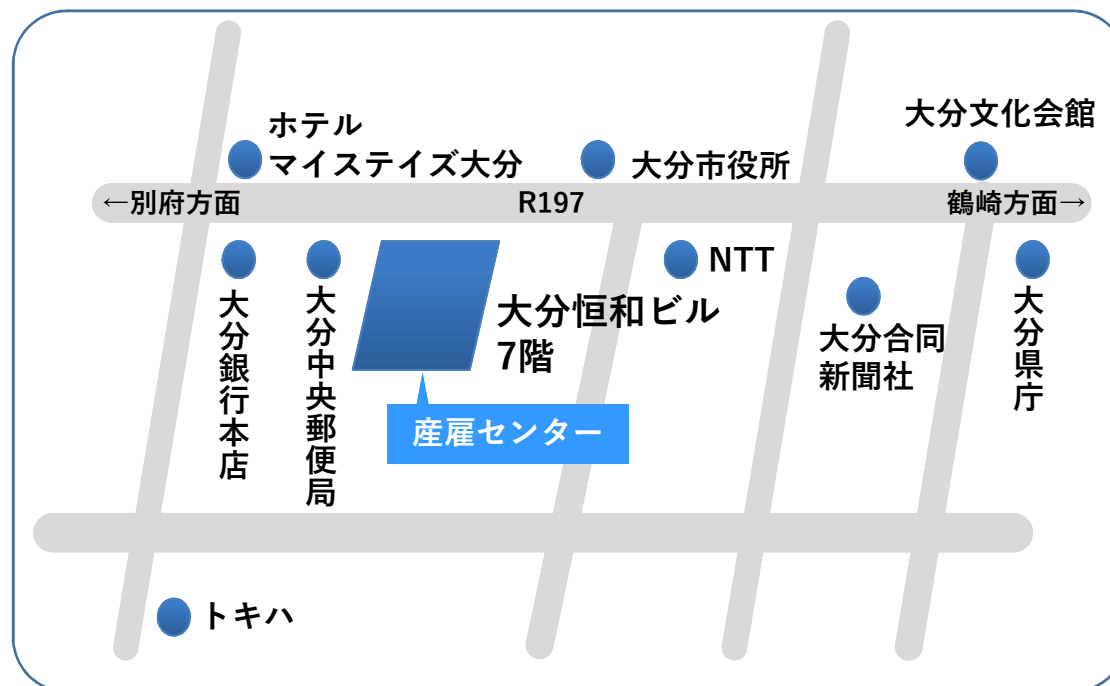 大分文化会館
ホテル
マイステイズ大分
大分市役所
←別府方面
R197
鶴崎方面→
NTT
大分銀行本店
大分中央郵便局
大分恒和ビル
7階
大分合同
新聞社
大分県庁
産雇センター
トキハ